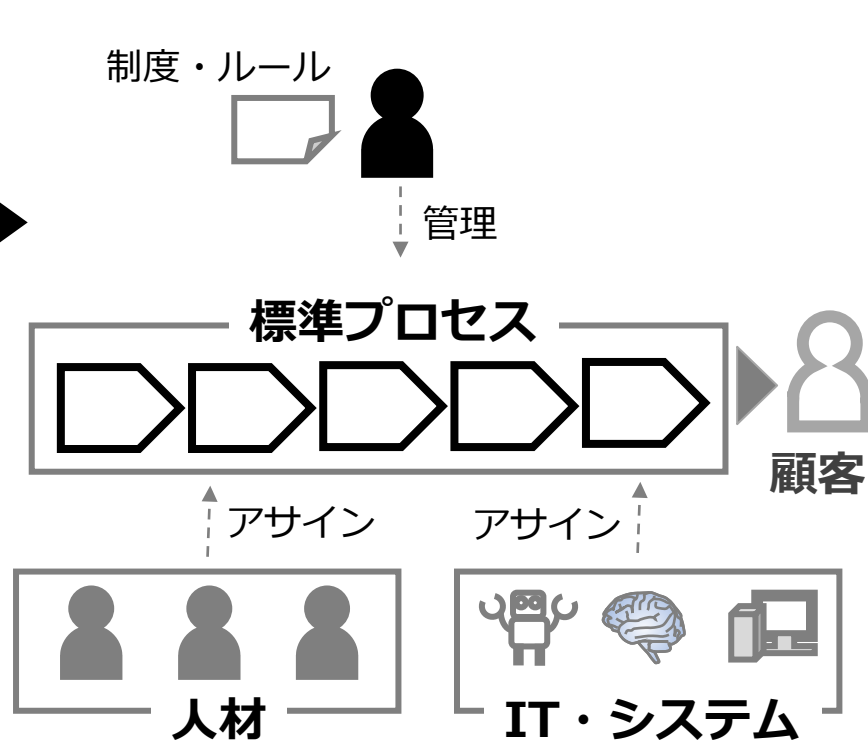 制度・ルール
管理
標準プロセス
顧客
アサイン
アサイン
人材
IT・システム